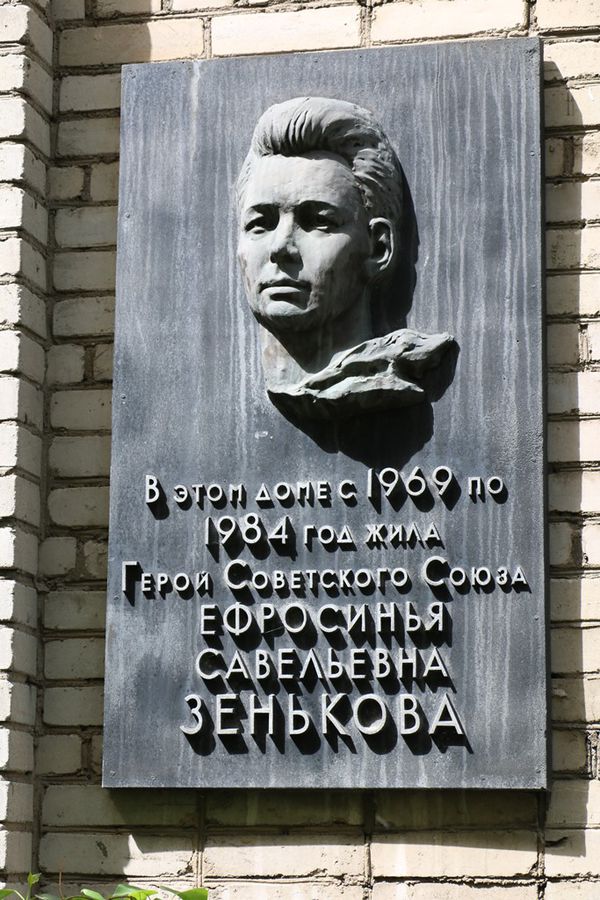 В этом доме с 1969 по
1984 год жила
Герой Советского Союза
ЕФРОСИНЬЯ
САВЕЛЬЕВНА
ЗЕНЬКОВА